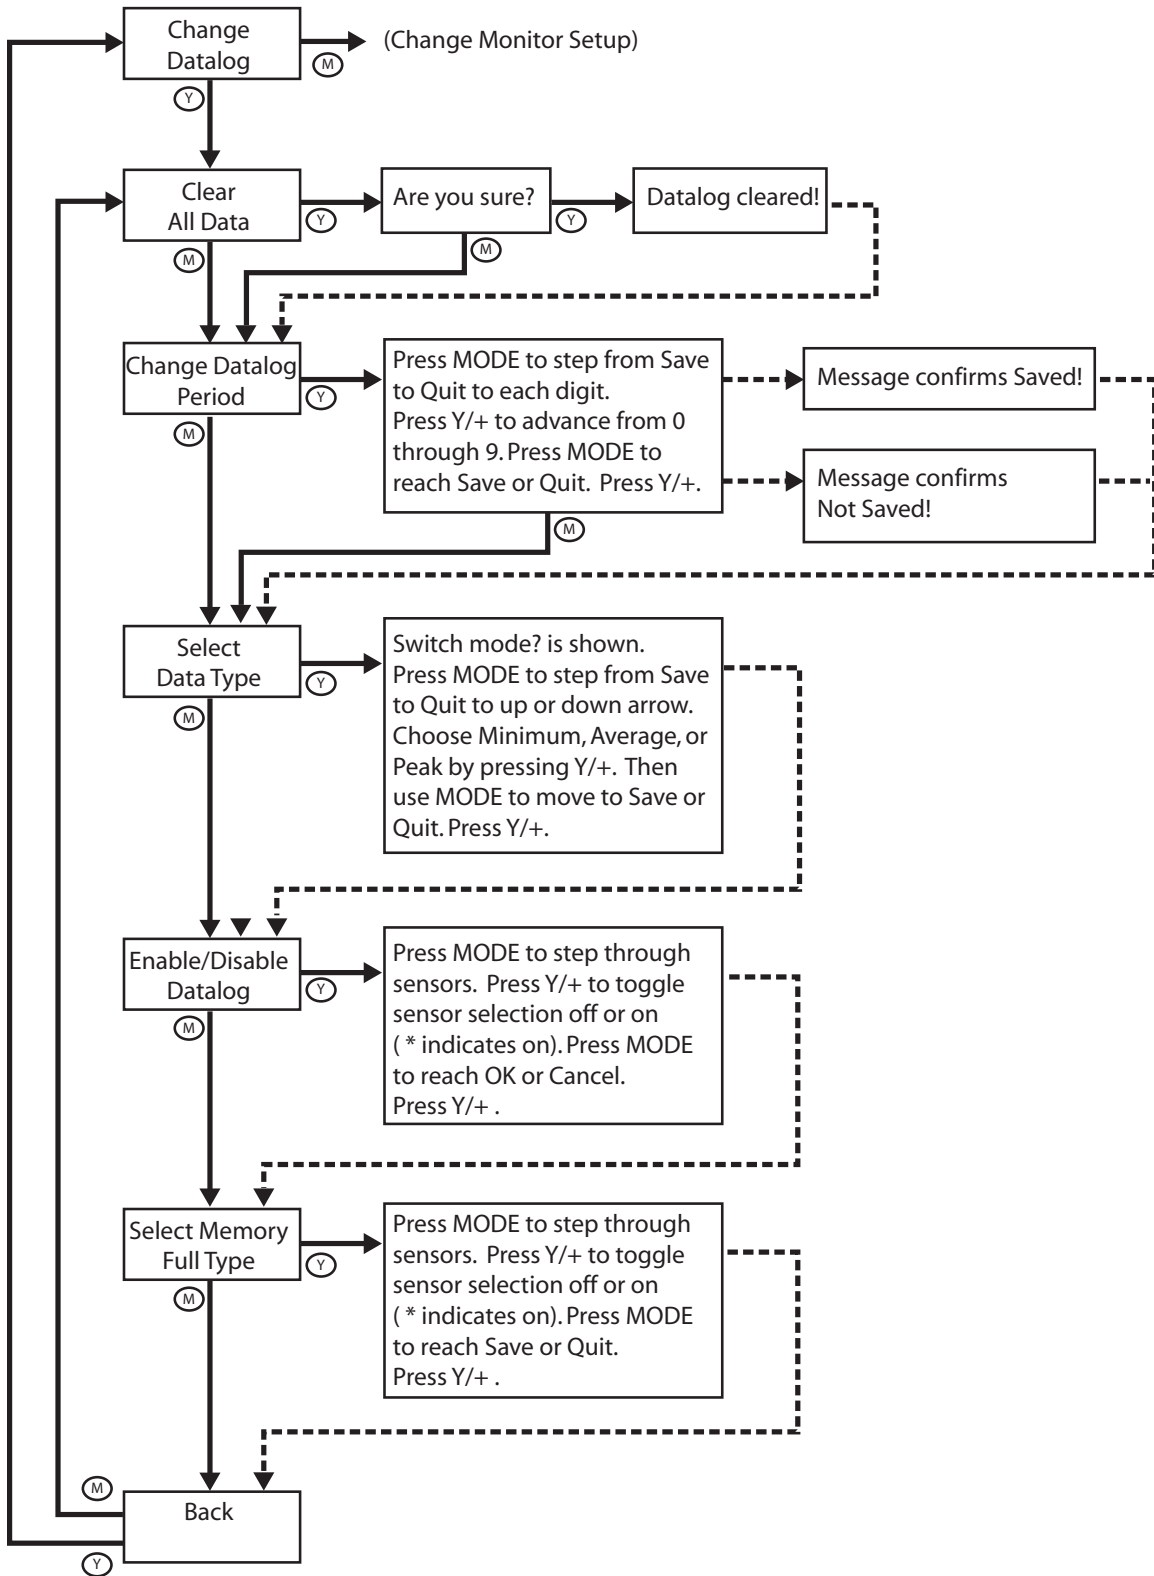 Change
Datalog
(Change Monitor Setup)
M
Y
Clear
All Data
Are you sure?
Datalog cleared!
Y
Y
M
M
Change Datalog
Period
Y
M
Press MODE to step from Save
to Quit to each digit.
Press Y/+ to advance from 0
through 9. Press MODE to
reach Save or Quit. Press Y/+.
Message confirms Saved!
Message confirms
Not Saved!
M
Select
Data Type
Y
M
Switch mode? is shown.
Press MODE to step from Save
to Quit to up or down arrow.
Choose Minimum, Average, or
Peak by pressing Y/+. Then
use MODE to move to Save or
Quit. Press Y/+.
Enable/Disable
Datalog
Y
M
Press MODE to step through
sensors. Press Y/+ to toggle
sensor selection off or on
( * indicates on). Press MODE
to reach OK or Cancel.
Press Y/+ .
Select Memory
Full Type
Y
M
Press MODE to step through
sensors. Press Y/+ to toggle
sensor selection off or on
( * indicates on). Press MODE
to reach Save or Quit.
Press Y/+ .
M
Back
Y